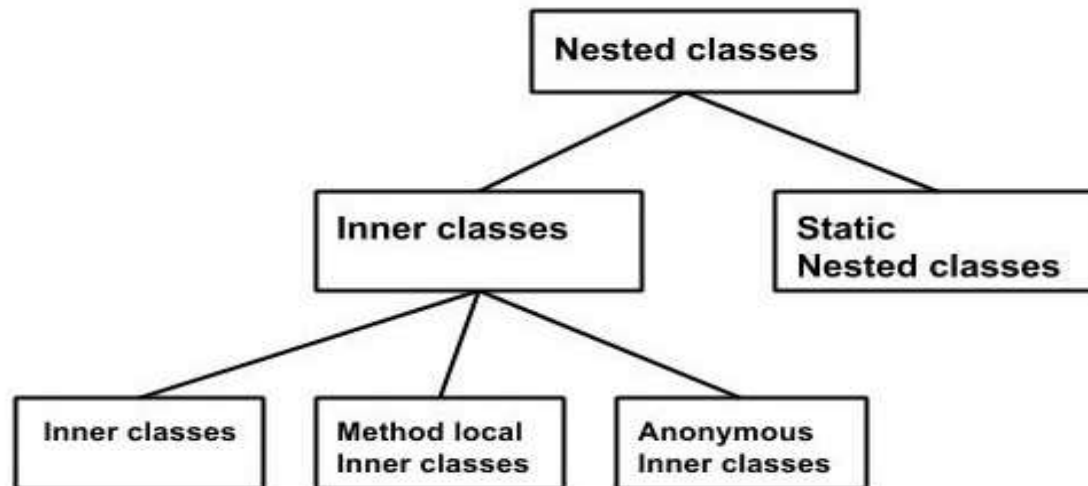 Nested classes
Inner classes
Static
Nested classes
Inner classes
Method local
Inner classes
Anonymous
Inner classes